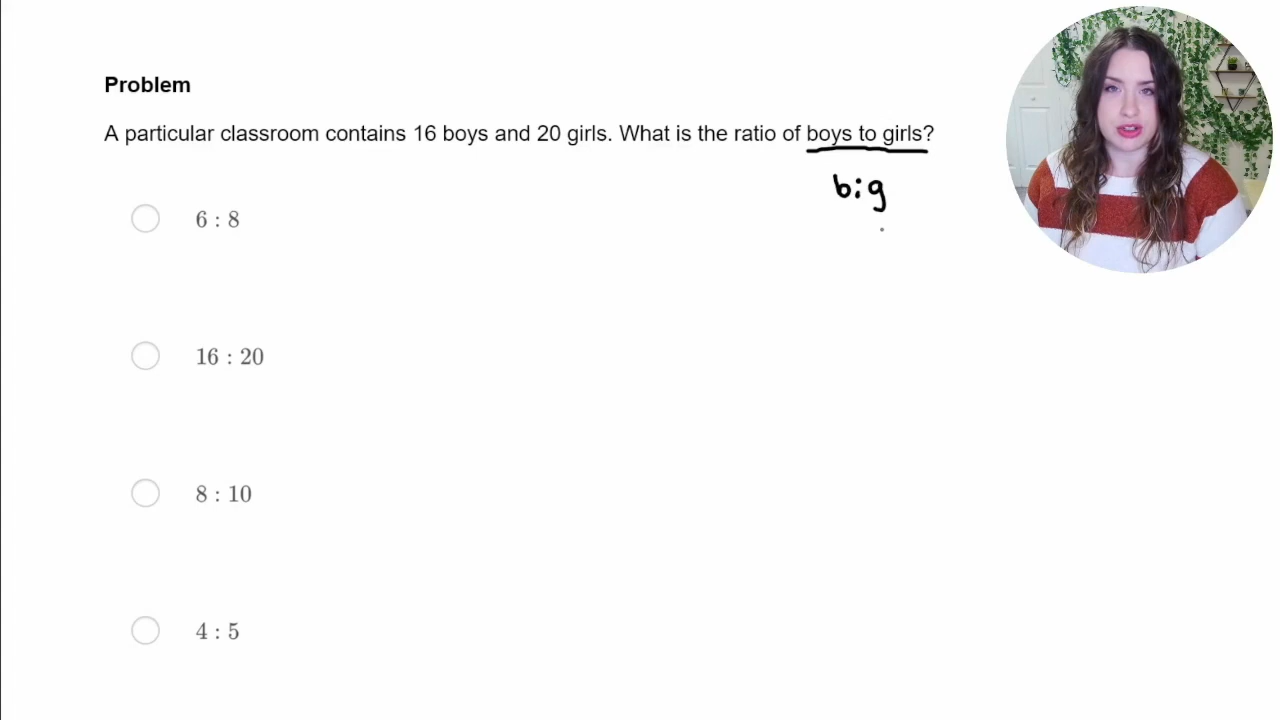 Problem
A particular classroom contains 16 boys and 20 girls. What is the ratio of boys to girls?
b:g
6 : 8
16 : 20
8 : 10
4 : 5